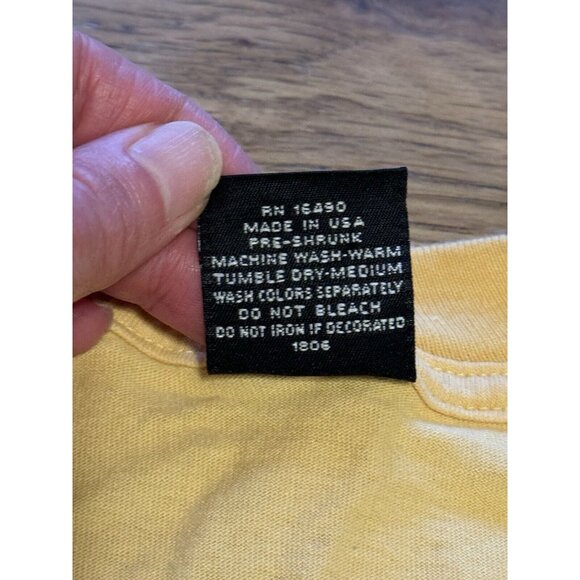 RN 16490
MADE IN USA
PRE-SHRUNK
MACHINE WASH-WARM
TUMBLE DRY-MEDIUM
WASH COLORS SEPARATELY
DO NOT BLEACH
DO NOT IRON IF DECORATED
1806